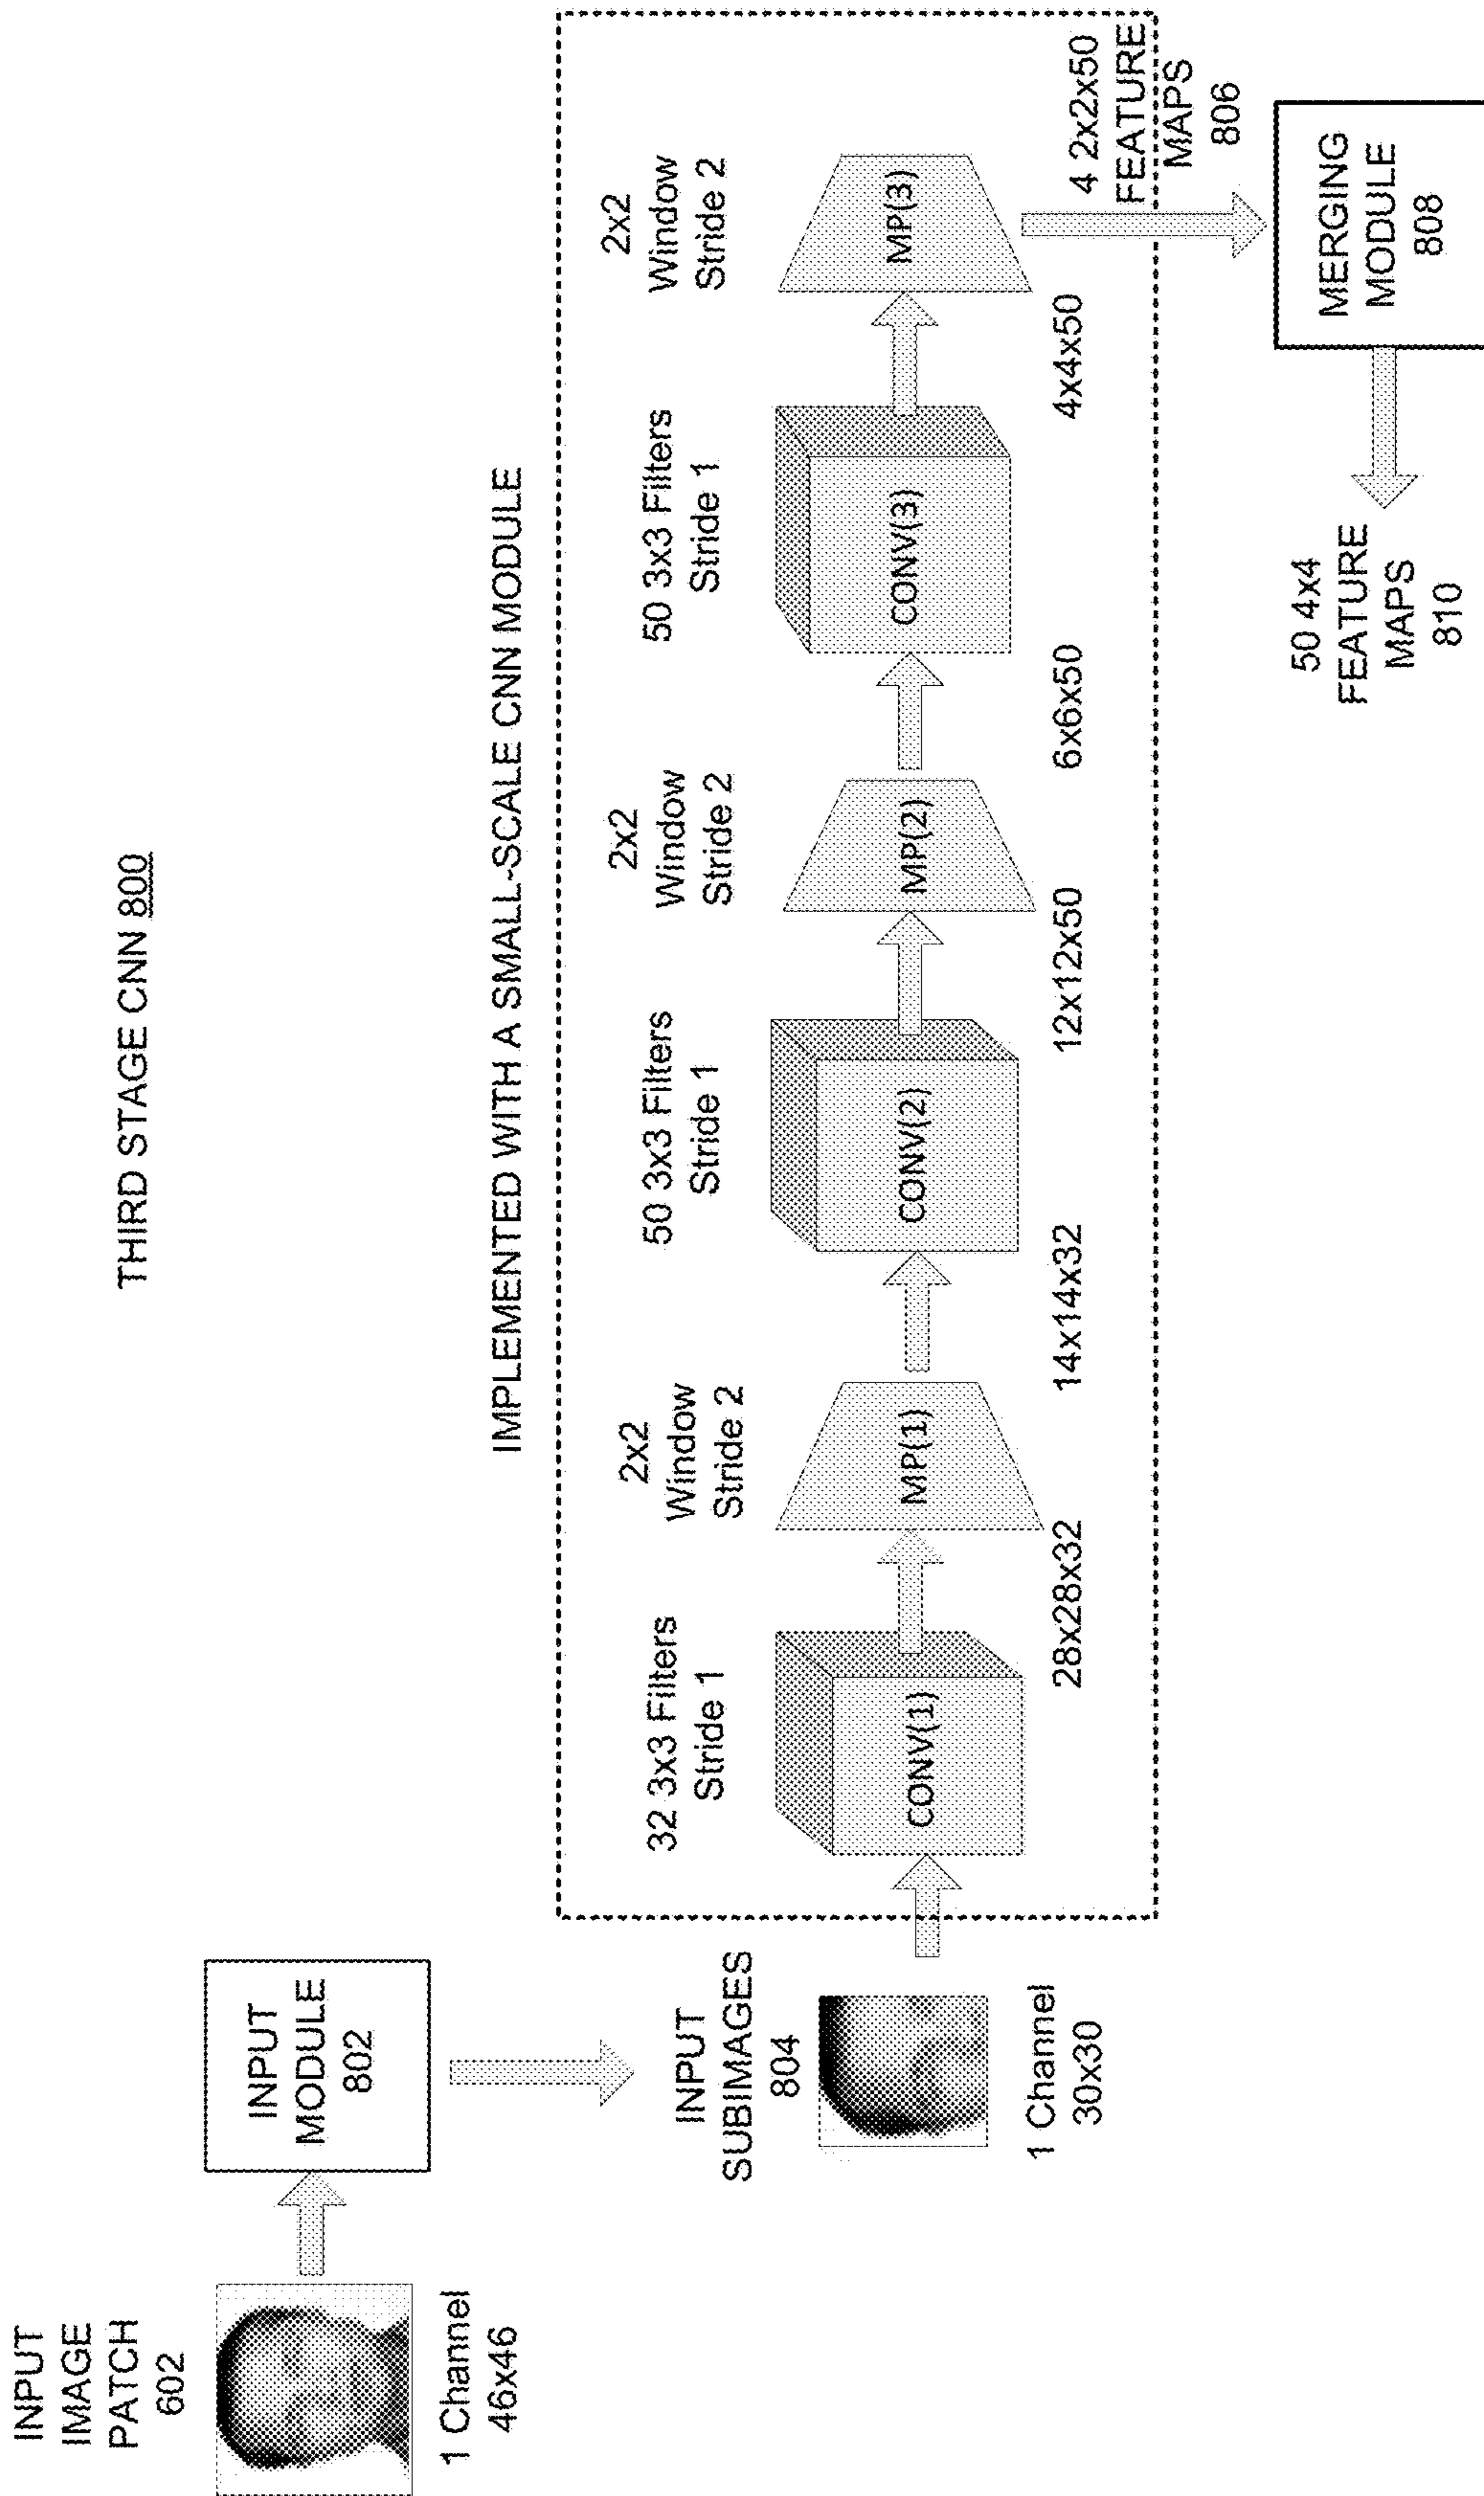 THIRD STAGE CNN 800
INPUT
IMAGE
PATCH
602
1 Channel
46x46
INPUT
MODULE
802
INPUT
SUBIMAGES
804
1 Channel
30x30
IMPLEMENTED WITH A SMALL-SCALE CNN MODULE
32 3x3 Filters
Stride 1
CONV(1)
28x28x32
2x2
Window
Stride 2
MP(1)
14x14x32
50 3x3 Filters
Stride 1
CONV(2)
12x12x50
2x2
Window
Stride 2
MP(2)
6x6x50
50 3x3 Filters
Stride 1
CONV(3)
4x4x50
2x2
Window
Stride 2
MP(3)
4 2x2x50
FEATURE
MAPS
806
MERGING
MODULE
808
50 4x4
FEATURE
MAPS
810